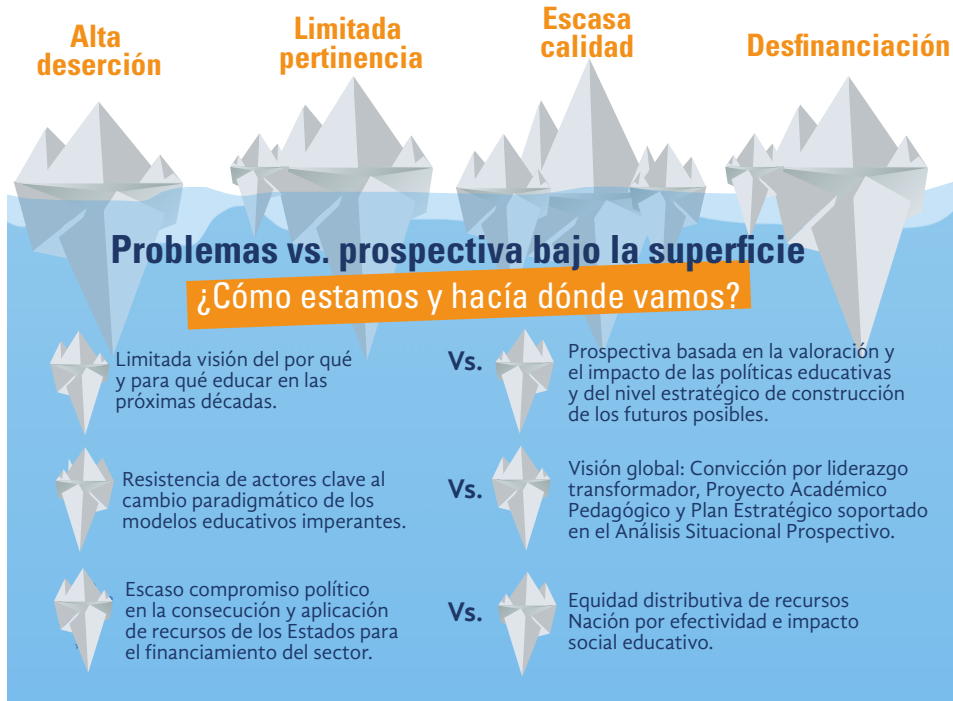 Alta
deserción
Limitada
pertinencia
Escasa
calidad
Desfinanciación
Problemas vs. prospectiva bajo la superficie
¿Cómo estamos y hacía dónde vamos?
Limitada visión del por qué
y para qué educar en las
próximas décadas.
Vs.
Prospectiva basada en la valoración y
el impacto de las políticas educativas
y del nivel estratégico de construcción
de los futuros posibles.
Resistencia de actores clave al
cambio paradigmático de los
modelos educativos imperantes.
Vs.
Visión global: Convicción por liderazgo
transformador, Proyecto Académico
Pedagógico y Plan Estratégico soportado
en el Análisis Situacional Prospectivo.
Escaso compromiso político
en la consecución y aplicación
de recursos de los Estados para
el financiamiento del sector.
Vs.
Equidad distributiva de recursos
Nación por efectividad e impacto
social educativo.